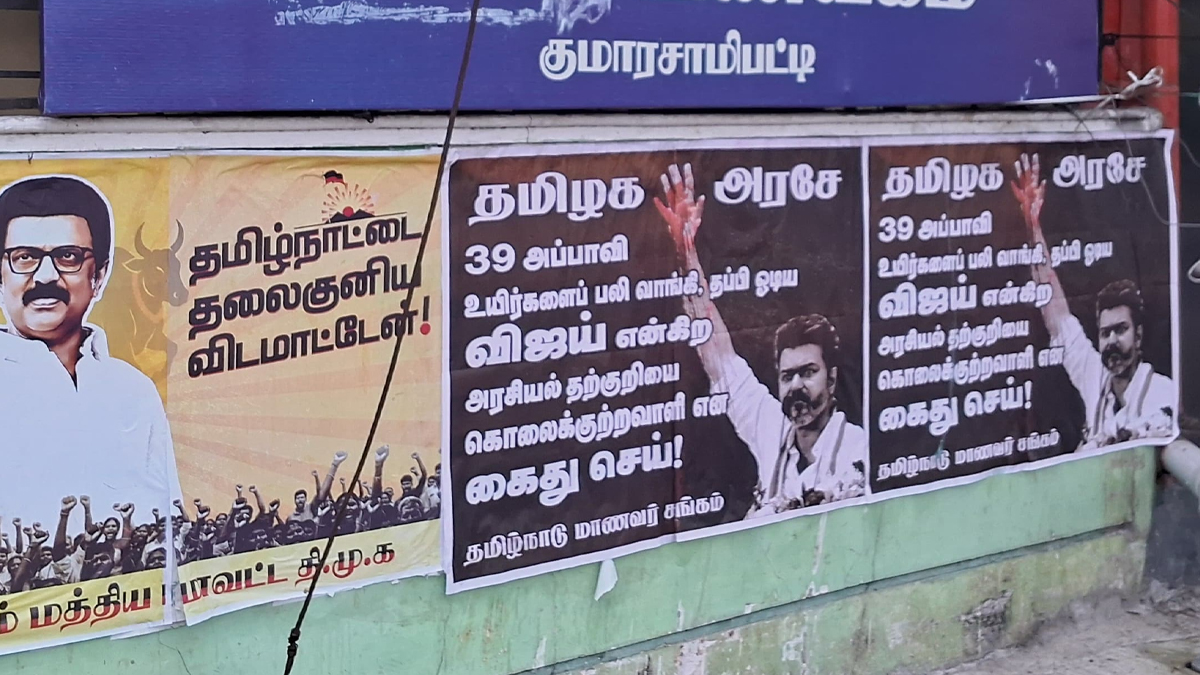 குமாரசாமிபட்டி
தமிழ்நாட்டை
தலைகுனிய
விடமாட்டேன்!
மத்திய மாவட்ட தி.மு.க
தமிழக அரசே
39 அப்பாவி
உயிர்களைப் பலி வாங்கி, தப்பி ஓடிய
விஜய் என்கிற
அரசியல் தற்குறியை
கொலைக்குற்றவாளி என
கைது செய்!
தமிழ்நாடு மாணவர் சங்கம்
தமிழக அரசே
39 அப்பாவி
உயிர்களைப் பலி வாங்கி, தப்பி ஓடிய
விஜய் என்கிற
அரசியல் தற்குறியை
கொலைக்குற்றவாளி என
கைது செய்!
தமிழ்நாடு மாணவர் சங்கம்